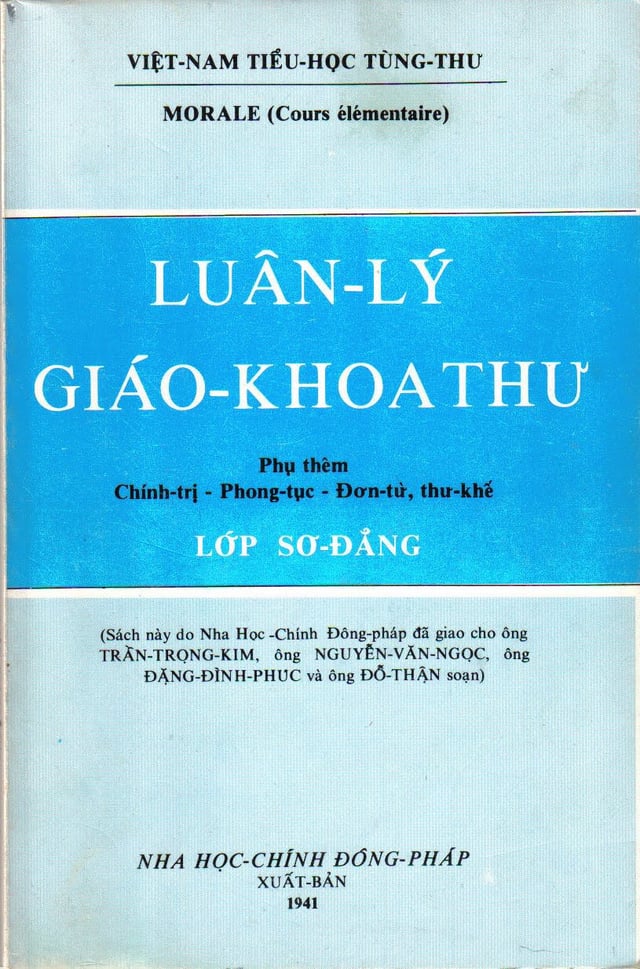 VIỆT-NAM TIỂU-HỌC TÙNG-THƯ
MORALE (Cours élémentaire)
LUÂN-LÝ
GIÁO-KHOA THƯ
Phụ thêm
Chính-trị - Phong-tục - Đơn-từ, thư-khế
LỚP SƠ-ĐẲNG
(Sách này do Nha Học -Chính Đông-pháp đã giao cho ông
TRẦN-TRỌNG-KIM, ông NGUYỄN-VĂN-NGỌC, ông
ĐẶNG-ĐÌNH-PHUC và ông ĐỖ-THẬN soạn)
NHA HỌC-CHÍNH ĐÔNG-PHÁP
XUẤT-BẢN
1941